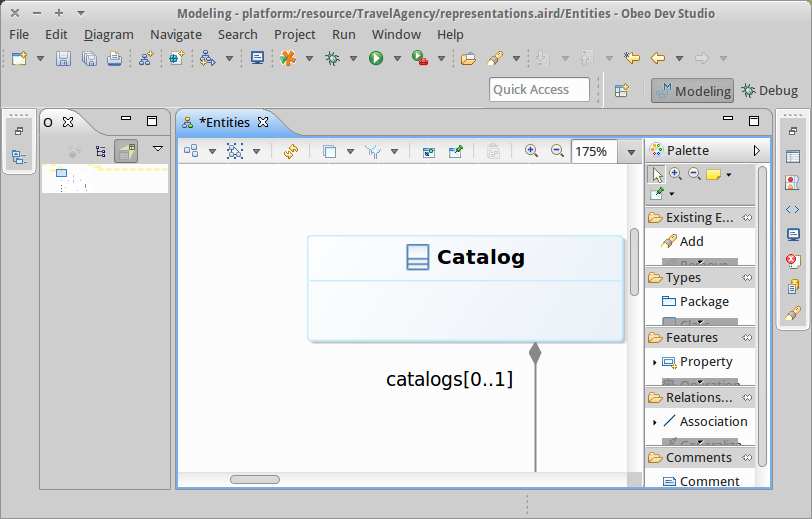 Modeling - platform:/resource/TravelAgency/representations.aird/Entities - Obeo Dev Studio
File Edit Diagram Navigate Search Project Run Window Help
Quick Access
Modeling
Debug
O
*Entities
175%
Palette
Existing E...
Add
Types
Package
Class
Features
Property
Operation
Relations...
Association
Comments
Comment
Catalog
catalogs[0..1]